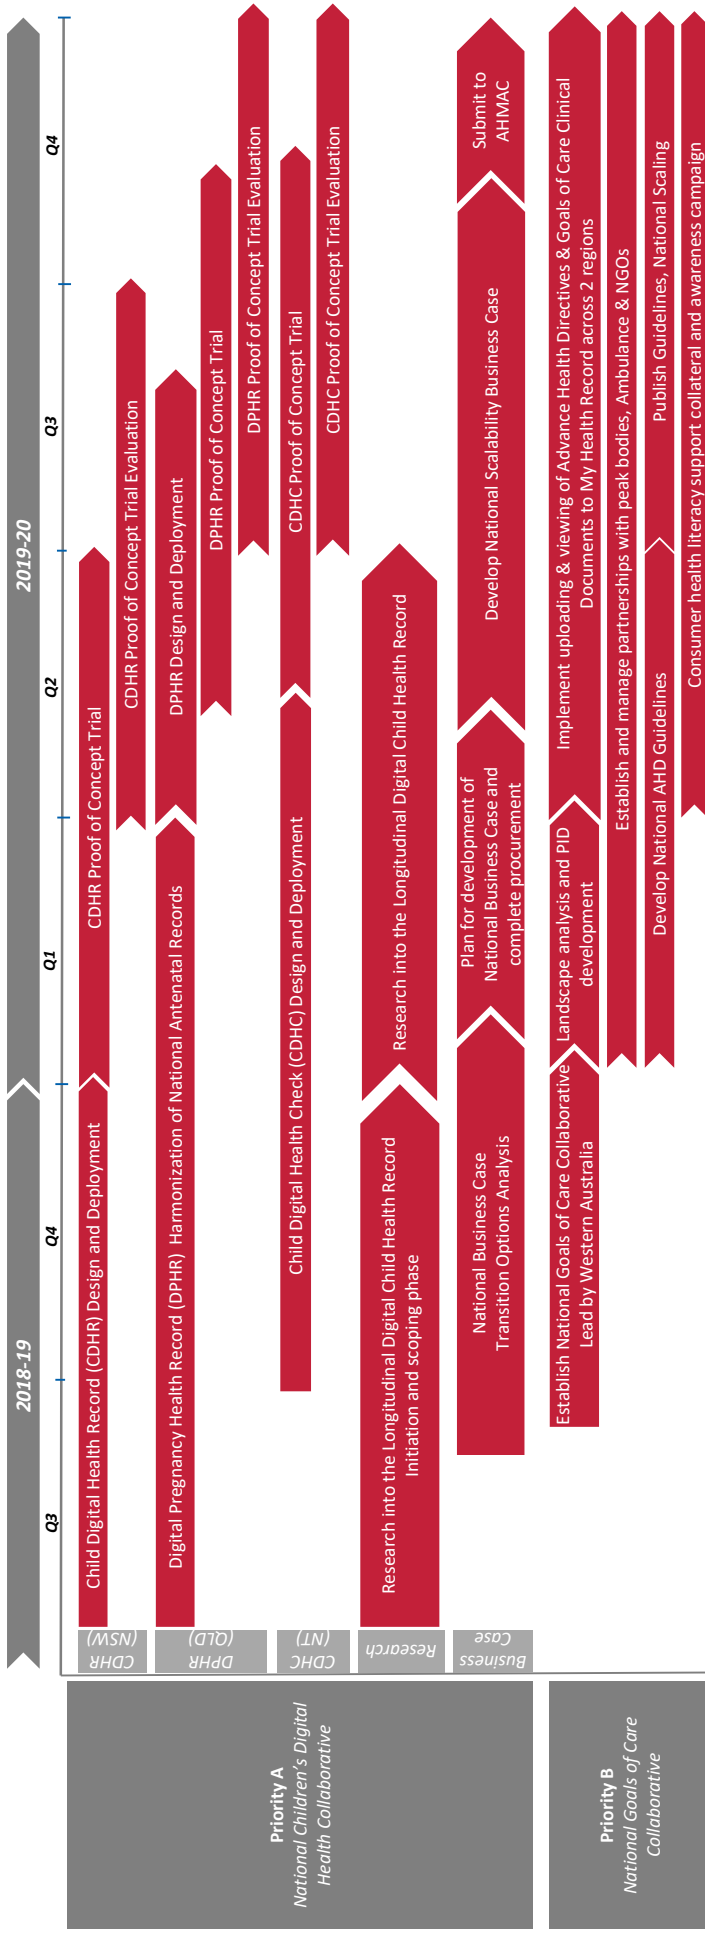 2018-19
2019-20
Q3
Q4
Q1
Q2
Q3
Q4
Priority A
National Children's Digital
Health Collaborative
CDHR
(NSW)
Child Digital Health Record (CDHR) Design and Deployment
CDHR Proof of Concept Trial
CDHR Proof of Concept Trial Evaluation
DPHR
(QLD)
Digital Pregnancy Health Record (DPHR) Harmonization of National Antenatal Records
DPHR Design and Deployment
DPHR Proof of Concept Trial
DPHR Proof of Concept Trial Evaluation
CDHC
(NT)
Child Digital Health Check (CDHC) Design and Deployment
CDHC Proof of Concept Trial
CDHC Proof of Concept Trial Evaluation
Research
Research into the Longitudinal Digital Child Health Record
Initiation and scoping phase
Research into the Longitudinal Digital Child Health Record
Business
Case
National Business Case
Transition Options Analysis
Plan for development of
National Business Case and
complete procurement
Develop National Scalability Business Case
Submit to
AHMAC
Priority B
National Goals of Care
Collaborative
Establish National Goals of Care Collaborative
Lead by Western Australia
Landscape analysis and PID
development
Implement uploading & viewing of Advance Health Directives & Goals of Care Clinical
Documents to My Health Record across 2 regions
Establish and manage partnerships with peak bodies, Ambulance & NGOs
Develop National AHD Guidelines
Publish Guidelines, National Scaling
Consumer health literacy support collateral and awareness campaign